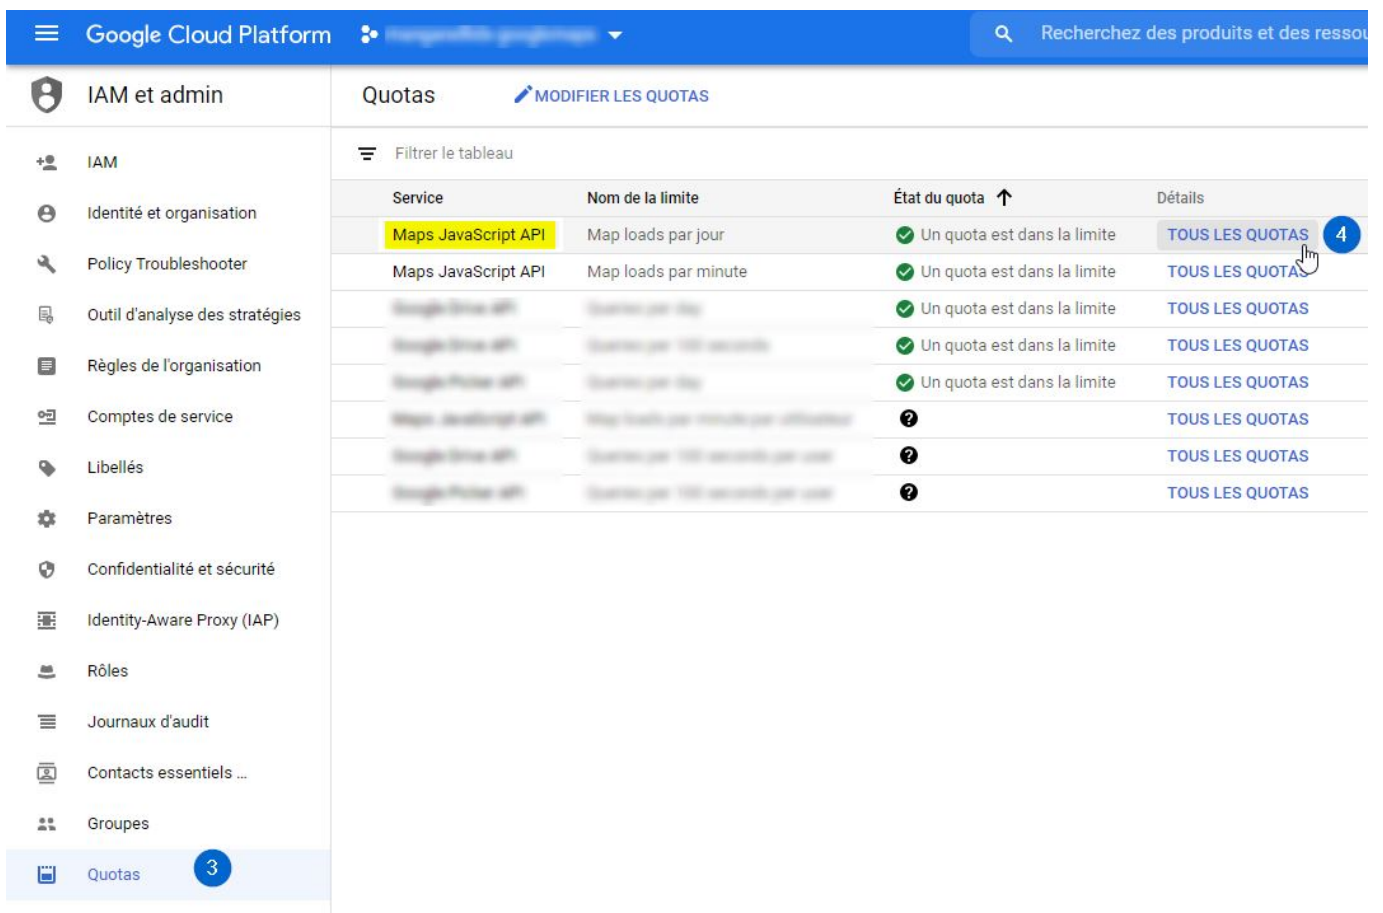 Google Cloud Platform
Recherchez des produits et des ressou
IAM et admin
Quotas
MODIFIER LES QUOTAS
IAM
Identité et organisation
Policy Troubleshooter
Outil d'analyse des stratégies
Règles de l'organisation
Comptes de service
Libellés
Paramètres
Confidentialité et sécurité
Identity-Aware Proxy (IAP)
Rôles
Journaux d'audit
Contacts essentiels ...
Groupes
Quotas 3
Filtrer le tableau
Service Nom de la limite État du quota Détails
Maps JavaScript API Map loads par jour Un quota est dans la limite TOUS LES QUOTAS 4
Maps JavaScript API Map loads par minute Un quota est dans la limite TOUS LES QUOTAS
Un quota est dans la limite TOUS LES QUOTAS
Un quota est dans la limite TOUS LES QUOTAS
Un quota est dans la limite TOUS LES QUOTAS
? TOUS LES QUOTAS
? TOUS LES QUOTAS
? TOUS LES QUOTAS